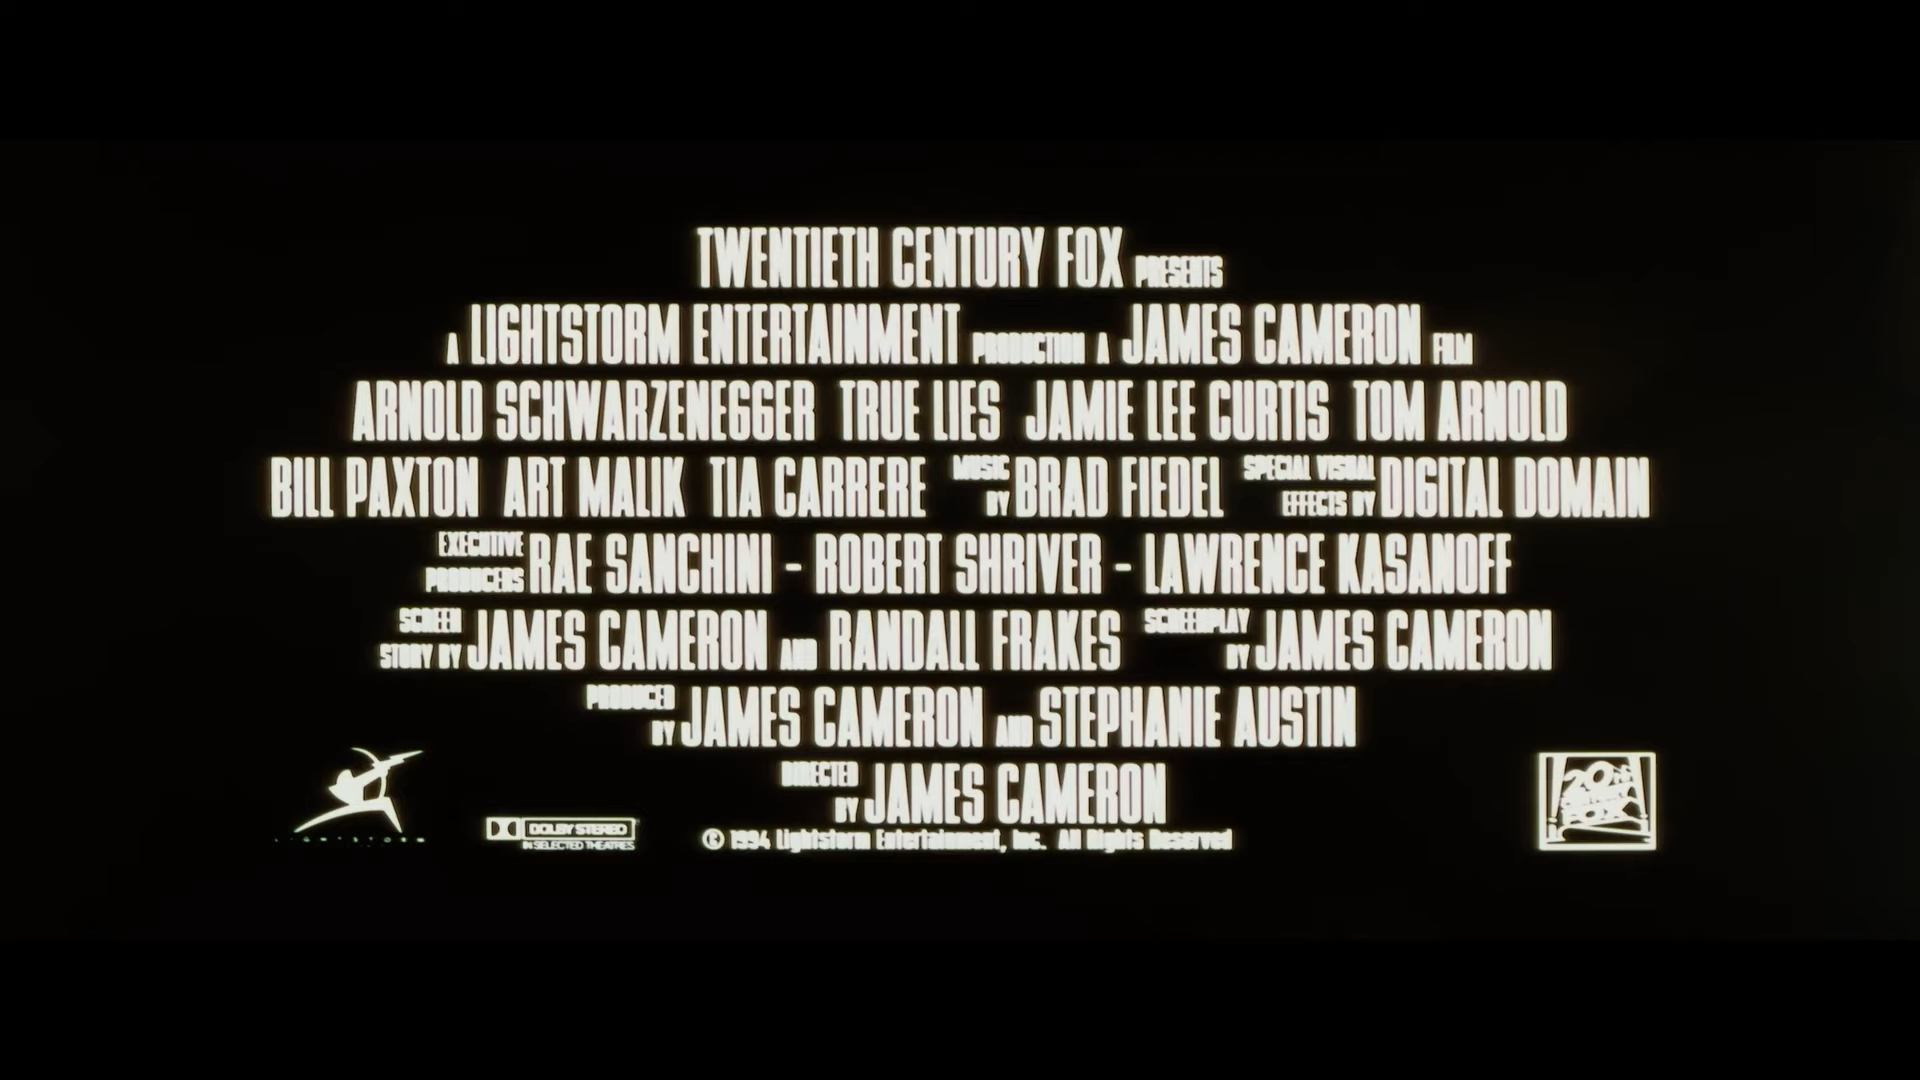 TWENTIETH CENTURY FOX PRESENTS
A LIGHTSTORM ENTERTAINMENT PRODUCTION A JAMES CAMERON FILM
ARNOLD SCHWARZENEGGER TRUE LIES JAMIE LEE CURTIS TOM ARNOLD
BILL PAXTON ART MALIK TIA CARRERE MUSIC BY BRAD FIEDEL SPECIAL VISUAL EFFECTS BY DIGITAL DOMAIN
EXECUTIVE PRODUCERS RAE SANCHINI - ROBERT SHRIVER - LAWRENCE KASANOFF
SCREEN STORY BY JAMES CAMERON AND RANDALL FRAKES SCREENPLAY BY JAMES CAMERON
PRODUCED BY JAMES CAMERON AND STEPHANIE AUSTIN
DIRECTED BY JAMES CAMERON
LIGHTSTORM
DOLBY STEREO
IN SELECTED THEATRES
© 1994 Lightstorm Entertainment, Inc. All Rights Reserved
20TH
CENTURY
FOX